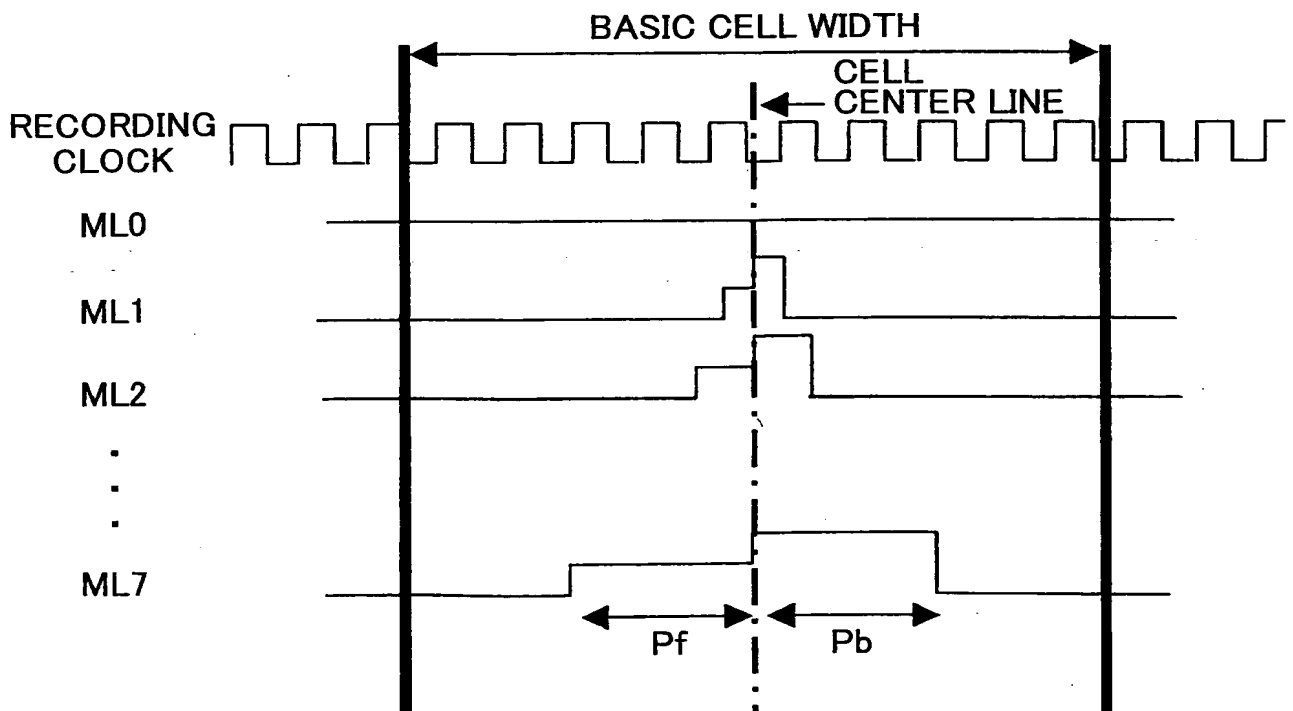 BASIC CELL WIDTH
CELL
CENTER LINE
RECORDING
CLOCK
ML0
ML1
ML2
ML7
Pf
Pb